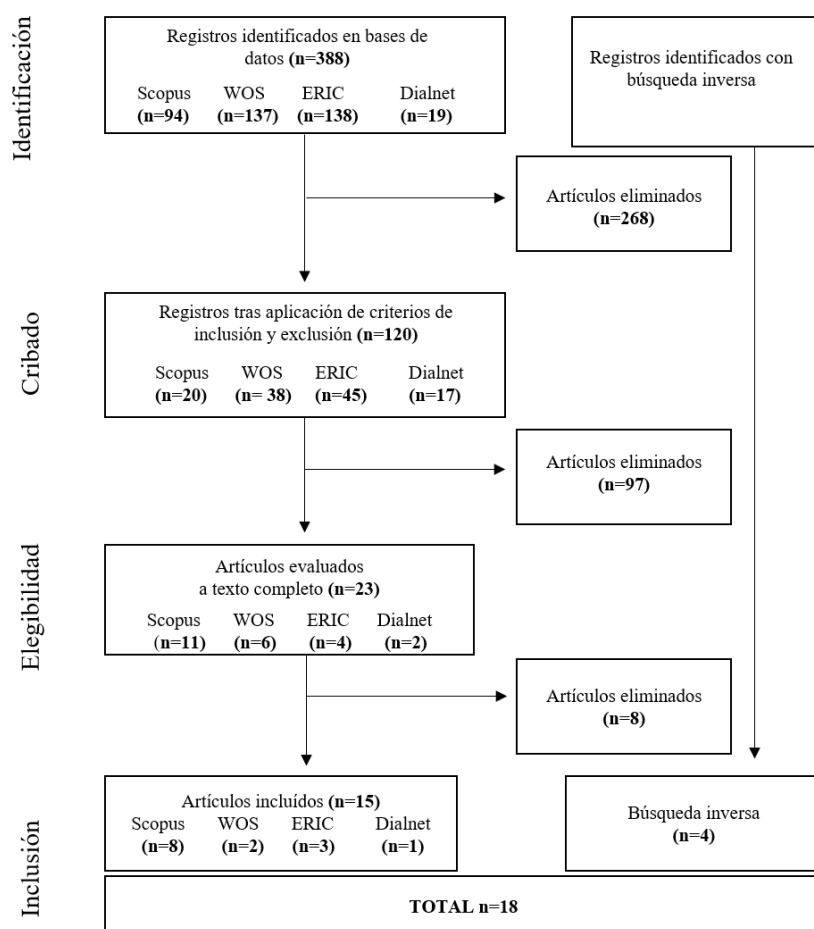 Identificación
Registros identificados en bases de
datos (n=388)
Scopus WOS ERIC Dialnet
(n=94) (n=137) (n=138) (n=19)
Registros identificados con
búsqueda inversa
Artículos eliminados
(n=268)
Cribado
Registros tras aplicación de criterios de
inclusión y exclusión (n=120)
Scopus WOS ERIC Dialnet
(n=20) (n= 38) (n=45) (n=17)
Artículos eliminados
(n=97)
Elegibilidad
Artículos evaluados
a texto completo (n=23)
Scopus WOS ERIC Dialnet
(n=11) (n=6) (n=4) (n=2)
Artículos eliminados
(n=8)
Inclusión
Artículos incluídos (n=15)
Scopus WOS ERIC Dialnet
(n=8) (n=2) (n=3) (n=1)
Búsqueda inversa
(n=4)
TOTAL n=18